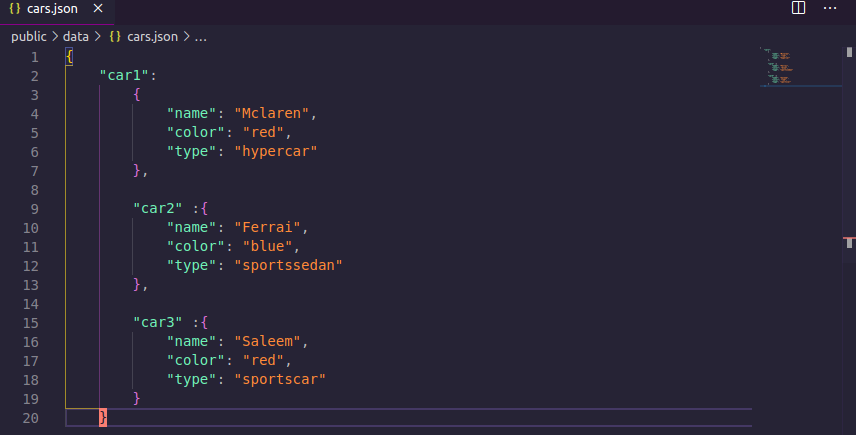 {} cars.json ×
public > data > {} cars.json > ...
1 {
2 "car1":
3 {
4 "name": "Mclaren",
5 "color": "red",
6 "type": "hypercar"
7 },
8
9 "car2" :{
10 "name": "Ferrai",
11 "color": "blue",
12 "type": "sportssedan"
13 },
14
15 "car3" :{
16 "name": "Saleem",
17 "color": "red",
18 "type": "sportscar"
19 }
20 }